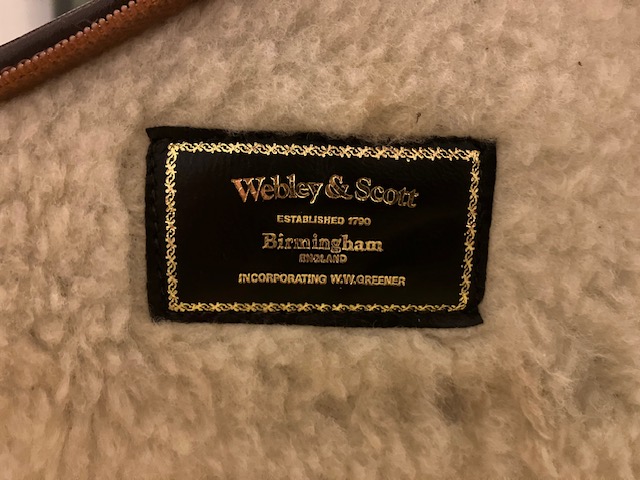 Webley & Scott
ESTABLISHED 1790
Birmingham
ENGLAND
INCORPORATING W.W.GREENER